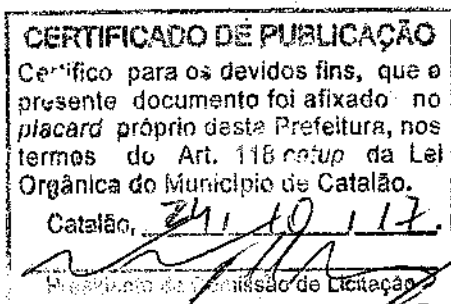 CERTIFICADO DE PUBLICAÇÃO
Certifico para os devidos fins, que o
presente documento foi afixado no
placard próprio desta Prefeitura, nos
termos do Art. 118 caput da Lei
Orgânica do Município de Catalão.
Catalão, 24, 10, 17.
Presidente da Comissão de Licitação